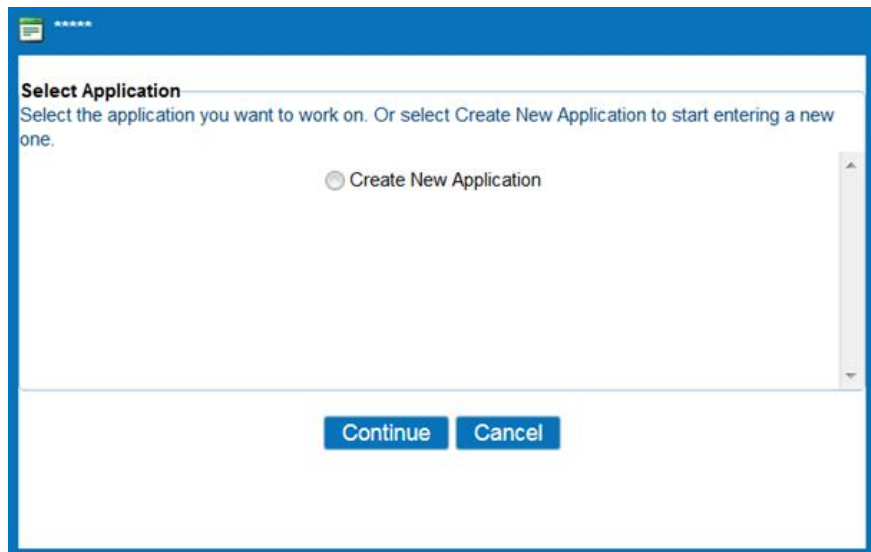 *****
Select Application
Select the application you want to work on. Or select Create New Application to start entering a new
one.
Create New Application
Continue Cancel